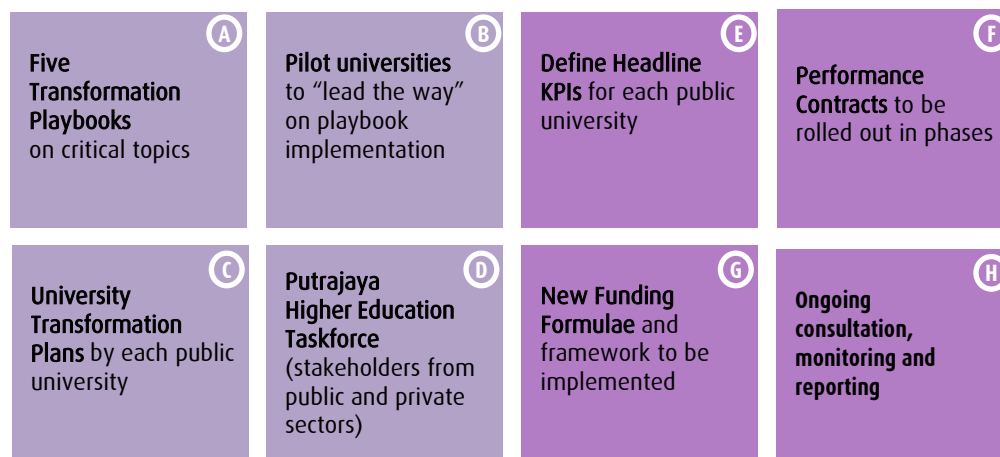 A
Five
Transformation
Playbooks
on critical topics
B
Pilot universities
to “lead the way”
on playbook
implementation
E
Define Headline
KPIs for each public
university
F
Performance
Contracts to be
rolled out in phases
C
University
Transformation
Plans by each public
university
D
Putrajaya
Higher Education
Taskforce
(stakeholders from
public and private
sectors)
G
New Funding
Formulae and
framework to be
implemented
H
Ongoing
consultation,
monitoring and
reporting